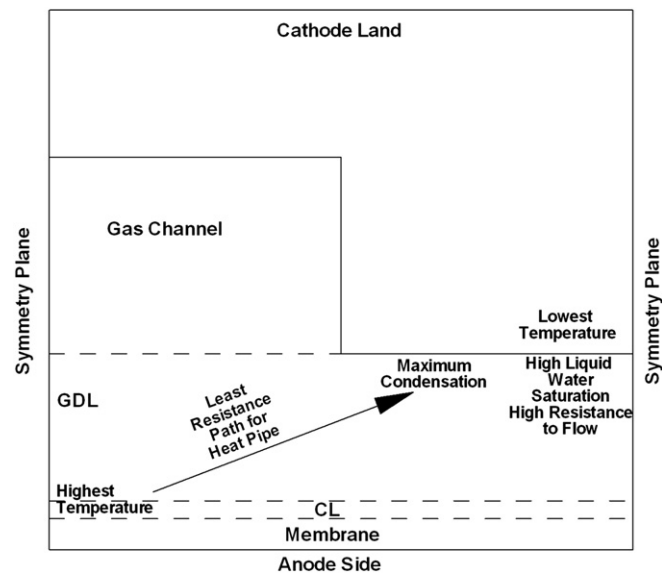 Cathode Land
Gas Channel
Symmetry Plane
Symmetry Plane
Lowest
Temperature
Maximum
Condensation
High Liquid
Water
Saturation
High Resistance
to Flow
GDL
Least
Resistance
Path for
Heat Pipe
Highest
Temperature
CL
Membrane
Anode Side